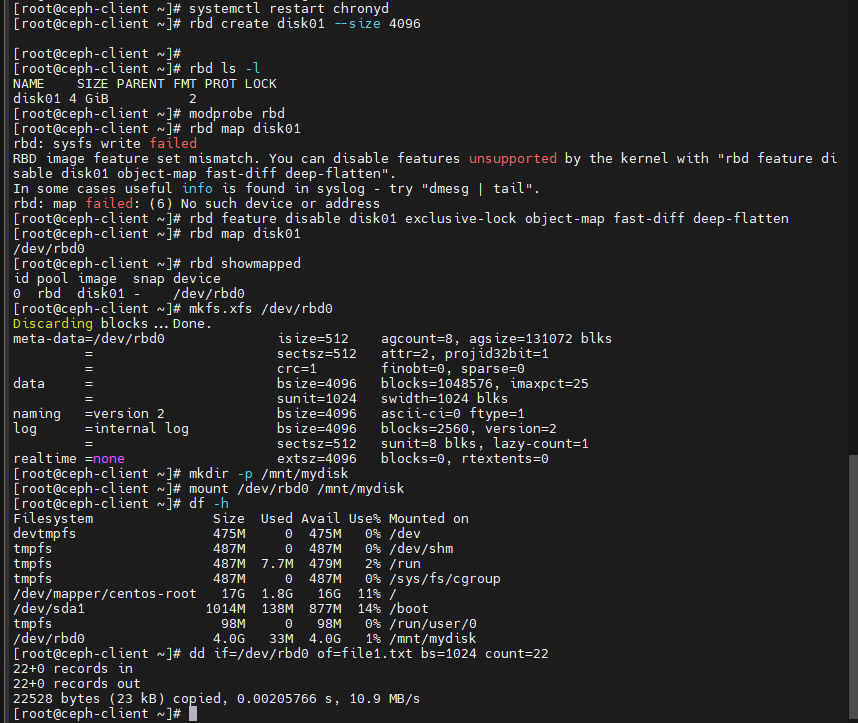 [root@ceph-client ~]# systemctl restart chronyd
[root@ceph-client ~]# rbd create disk01 --size 4096
[root@ceph-client ~]#
[root@ceph-client ~]# rbd ls -l
NAME    SIZE PARENT FMT PROT LOCK
disk01 4 GiB          2
[root@ceph-client ~]# modprobe rbd
[root@ceph-client ~]# rbd map disk01
rbd: sysfs write failed
RBD image feature set mismatch. You can disable features unsupported by the kernel with "rbd feature di
sable disk01 object-map fast-diff deep-flatten".
In some cases useful info is found in syslog - try "dmesg | tail".
rbd: map failed: (6) No such device or address
[root@ceph-client ~]# rbd feature disable disk01 exclusive-lock object-map fast-diff deep-flatten
[root@ceph-client ~]# rbd map disk01
/dev/rbd0
[root@ceph-client ~]# rbd showmapped
id pool image  snap device
0  rbd  disk01 -    /dev/rbd0
[root@ceph-client ~]# mkfs.xfs /dev/rbd0
Discarding blocks...Done.
meta-data=/dev/rbd0              isize=512    agcount=8, agsize=131072 blks
         =                       sectsz=512   attr=2, projid32bit=1
         =                       crc=1        finobt=0, sparse=0
data     =                       bsize=4096   blocks=1048576, imaxpct=25
         =                       sunit=1024   swidth=1024 blks
naming   =version 2              bsize=4096   ascii-ci=0 ftype=1
log      =internal log           bsize=4096   blocks=2560, version=2
         =                       sectsz=512   sunit=8 blks, lazy-count=1
realtime =none                   extsz=4096   blocks=0, rtextents=0
[root@ceph-client ~]# mkdir -p /mnt/mydisk
[root@ceph-client ~]# mount /dev/rbd0 /mnt/mydisk
[root@ceph-client ~]# df -h
Filesystem               Size  Used Avail Use% Mounted on
devtmpfs                 475M     0  475M   0% /dev
tmpfs                    487M     0  487M   0% /dev/shm
tmpfs                    487M  7.7M  479M   2% /run
tmpfs                    487M     0  487M   0% /sys/fs/cgroup
/dev/mapper/centos-root   17G  1.8G   16G  11% /
/dev/sda1               1014M  138M  877M  14% /boot
tmpfs                     98M     0   98M   0% /run/user/0
/dev/rbd0                4.0G   33M  4.0G   1% /mnt/mydisk
[root@ceph-client ~]# dd if=/dev/rbd0 of=file1.txt bs=1024 count=22
22+0 records in
22+0 records out
22528 bytes (23 kB) copied, 0.00205766 s, 10.9 MB/s
[root@ceph-client ~]#